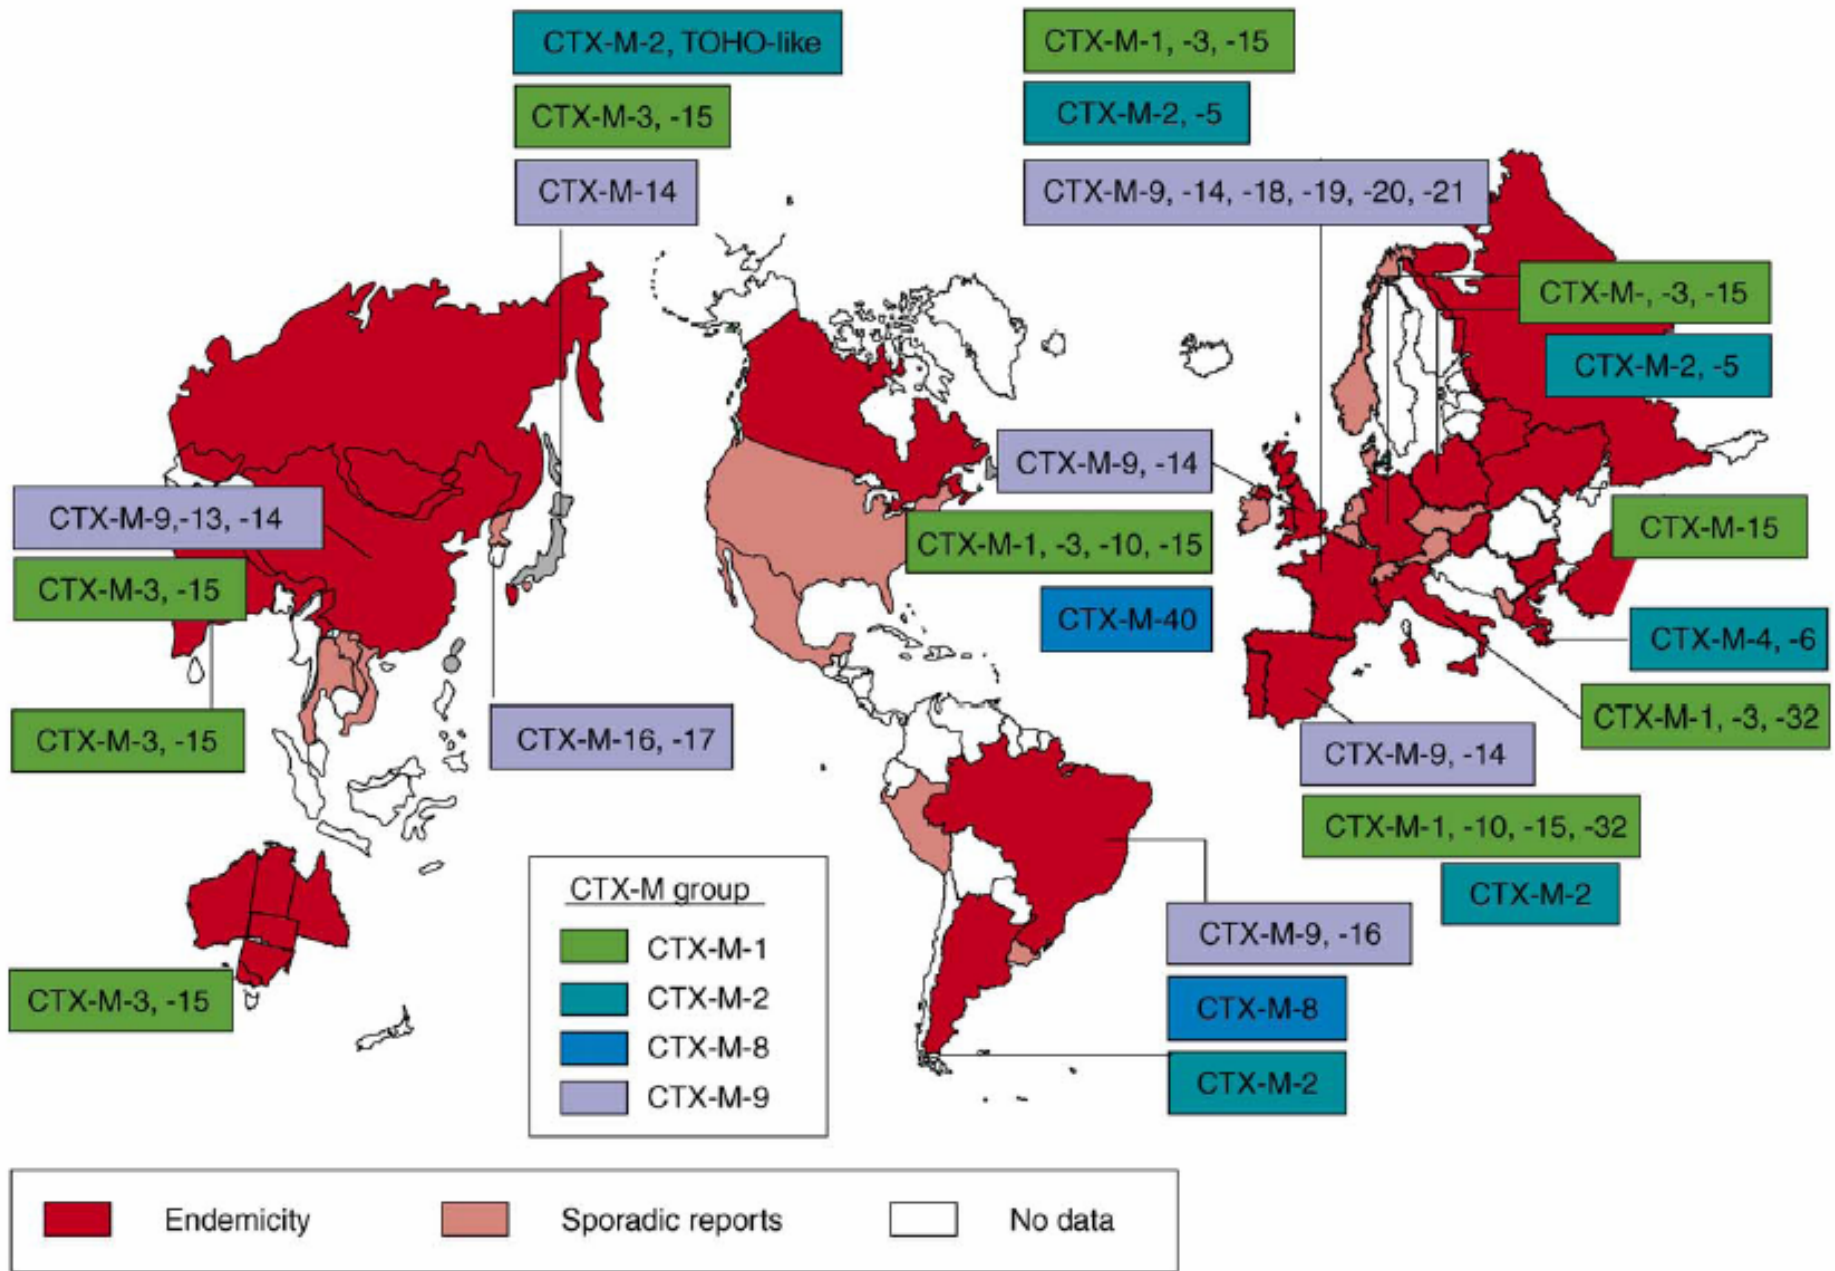 CTX-M-2, TOHO-like
CTX-M-3, -15
CTX-M-14
CTX-M-1, -3, -15
CTX-M-2, -5
CTX-M-9, -14, -18, -19, -20, -21
CTX-M-, -3, -15
CTX-M-2, -5
CTX-M-9, -14
CTX-M-1, -3, -10, -15
CTX-M-40
CTX-M-15
CTX-M-4, -6
CTX-M-1, -3, -32
CTX-M-9,-13, -14
CTX-M-3, -15
CTX-M-3, -15
CTX-M-16, -17
CTX-M-9, -14
CTX-M-1, -10, -15, -32
CTX-M-2
CTX-M-9, -16
CTX-M-8
CTX-M-2
CTX-M-3, -15
CTX-M group
CTX-M-1
CTX-M-2
CTX-M-8
CTX-M-9
Endemicity
Sporadic reports
No data